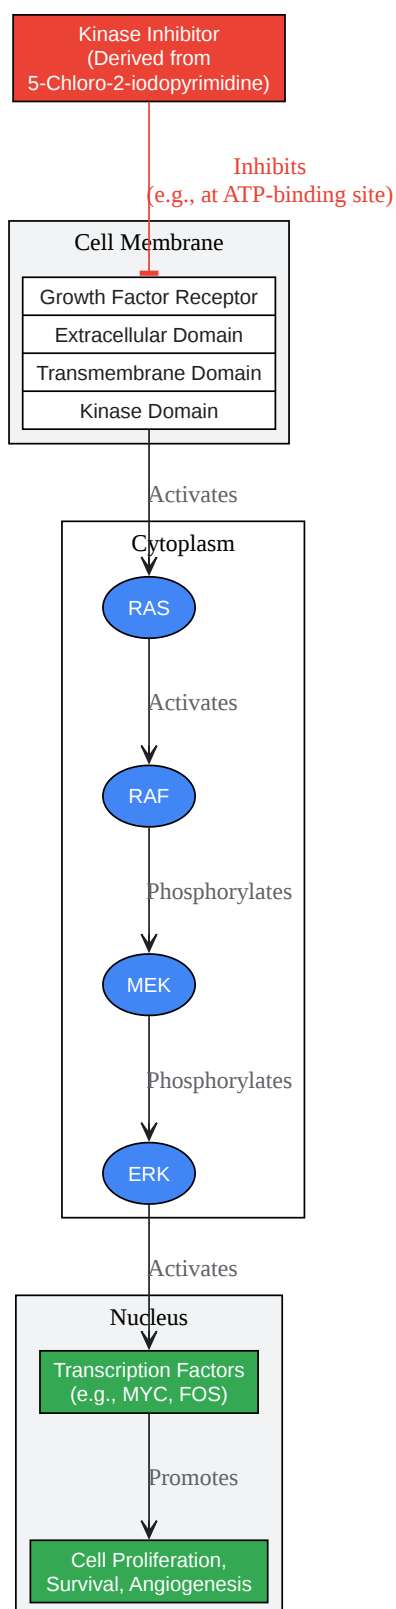 Kinase Inhibitor
(Derived from
5-Chloro-2-iodopyrimidine)
Inhibits
(e.g., at ATP-binding site)
Cell Membrane
Growth Factor Receptor
Extracellular Domain
Transmembrane Domain
Kinase Domain
Activates
Cytoplasm
RAS
Activates
RAF
Phosphorylates
MEK
Phosphorylates
ERK
Activates
Nucleus
Transcription Factors
(e.g., MYC, FOS)
Promotes
Cell Proliferation,
Survival, Angiogenesis